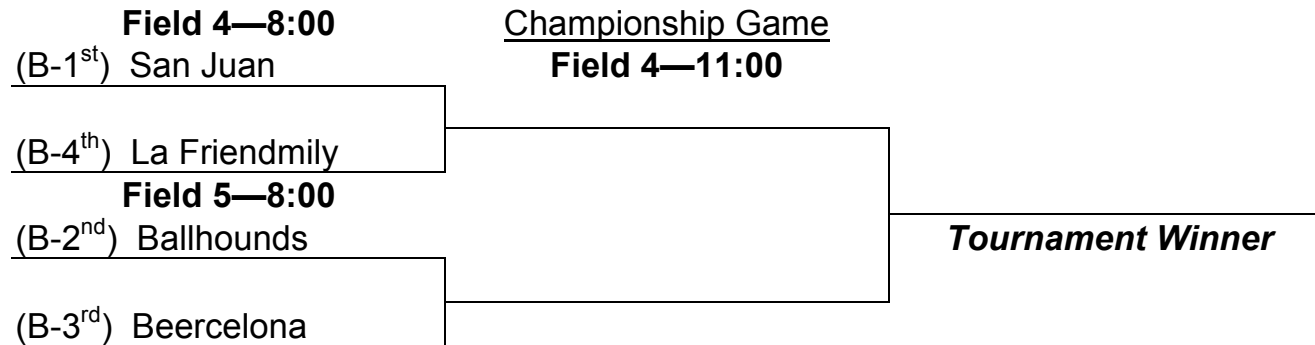 Field 4—8:00 Championship Game
(B-1st) San Juan Field 4—11:00
(B-4th) La Friendmily
Field 5—8:00
(B-2nd) Ballhounds Tournament Winner
(B-3rd) Beercelona